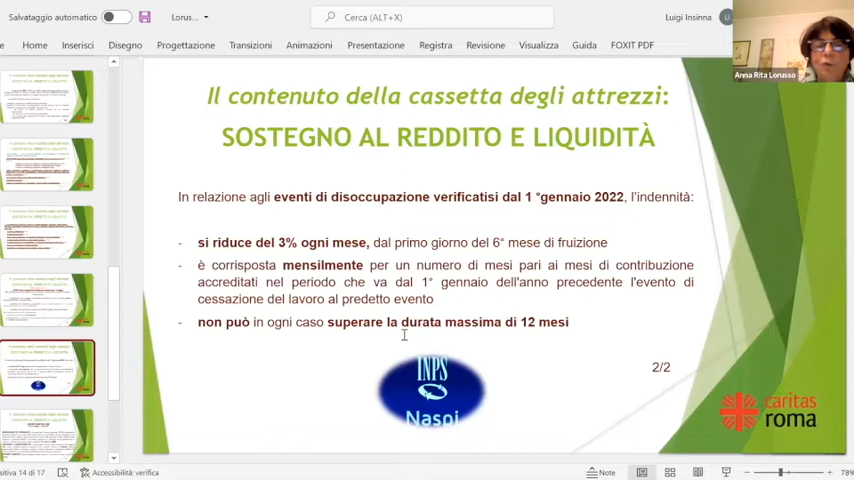 Salvataggio automatico
Lorus...
Cerca (ALT+X)
Luigi Insinna
LI
Home
Inserisci
Disegno
Progettazione
Transizioni
Animazioni
Presentazione
Registra
Revisione
Visualizza
Guida
FOXIT PDF
Anna Rita Lorusso
Il contenuto della cassetta degli attrezzi:
SOSTEGNO AL REDDITO E LIQUIDITÀ
In relazione agli eventi di disoccupazione verificatisi dal 1 °gennaio 2022, l'indennità:
- si riduce del 3% ogni mese, dal primo giorno del 6° mese di fruizione
- è corrisposta mensilmente per un numero di mesi pari ai mesi di contribuzione
accreditati nel periodo che va dal 1° gennaio dell'anno precedente l'evento di
cessazione del lavoro al predetto evento
- non può in ogni caso superare la durata massima di 12 mesi
2/2
INPS
Naspi
caritas
roma
sitiva 14 di 17
Accessibilità: verifica
Note
78%